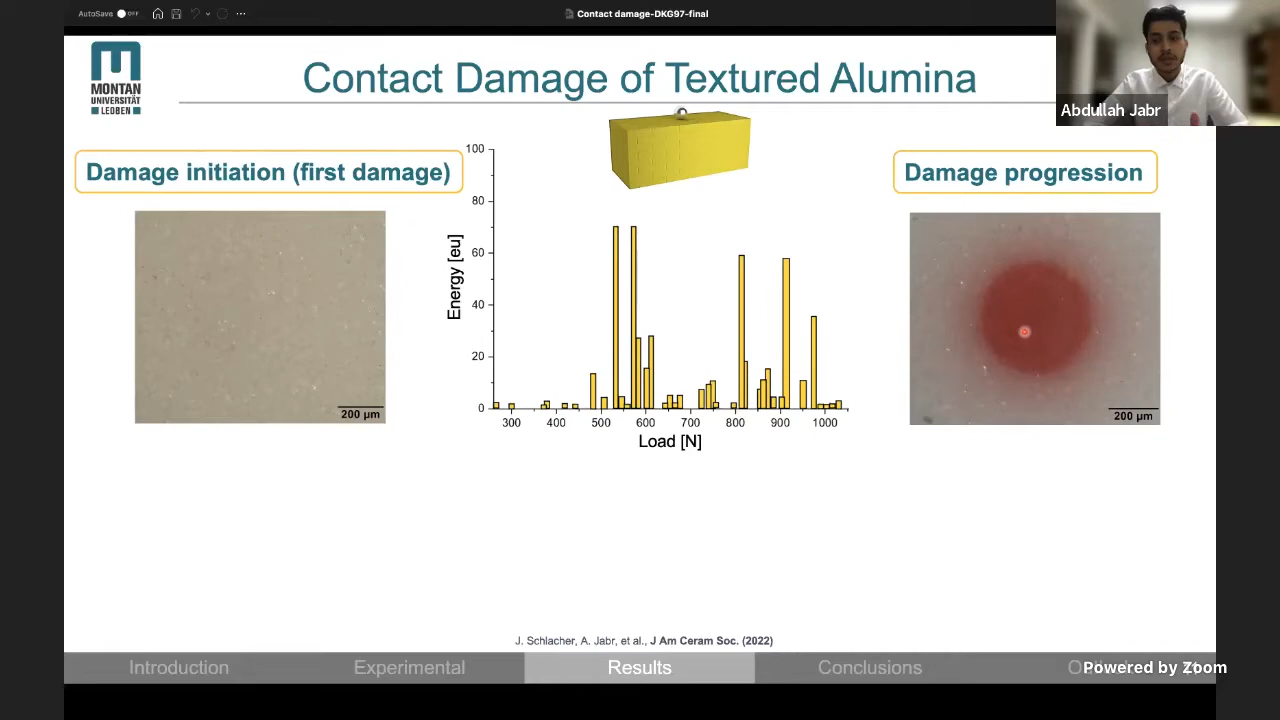 AutoSave OFF
Contact damage-DKG97-final
MONTAN
UNIVERSITÄT
LEOBEN
Contact Damage of Textured Alumina
Abdullah Jabr
Damage initiation (first damage)
200 µm
100
80
60
40
20
0
Energy [eu]
300 400 500 600 700 800 900 1000
Load [N]
Damage progression
200 µm
J. Schlacher, A. Jabr, et al., J Am Ceram Soc. (2022)
Introduction Experimental Results Conclusions
Powered by Zoom